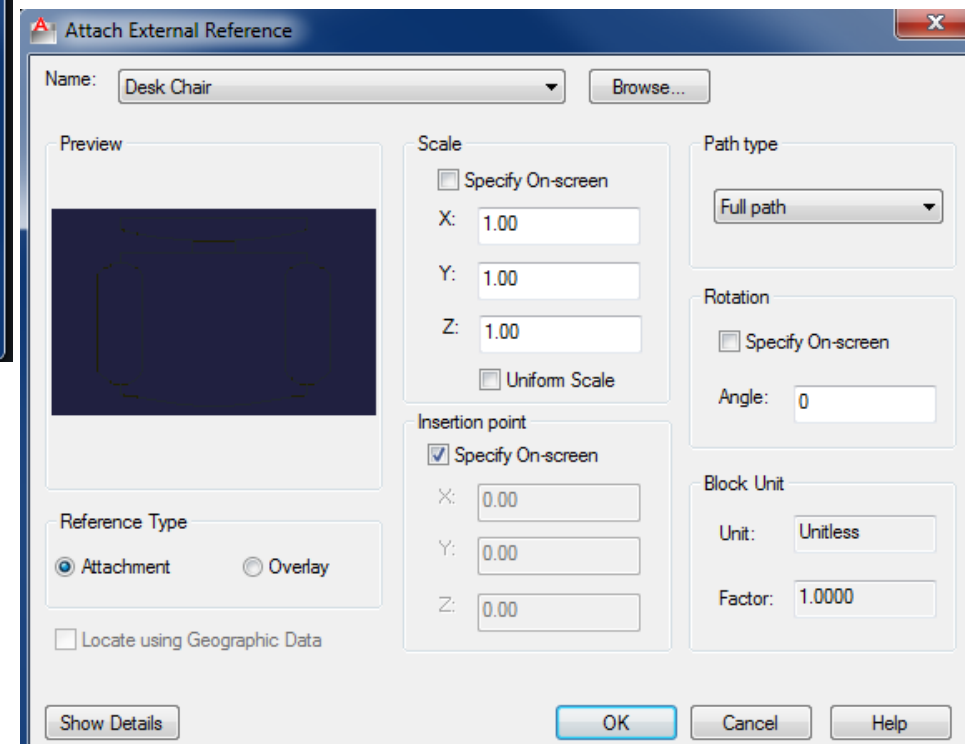 Attach External Reference
Name: Desk Chair Browse...
Preview
Scale
Specify On-screen
X: 1.00
Y: 1.00
Z: 1.00
Uniform Scale
Path type
Full path
Rotation
Specify On-screen
Angle: 0
Insertion point
Specify On-screen
X: 0.00
Y: 0.00
Z: 0.00
Block Unit
Unit: Unitless
Factor: 1.0000
Reference Type
Attachment Overlay
Locate using Geographic Data
Show Details OK Cancel Help